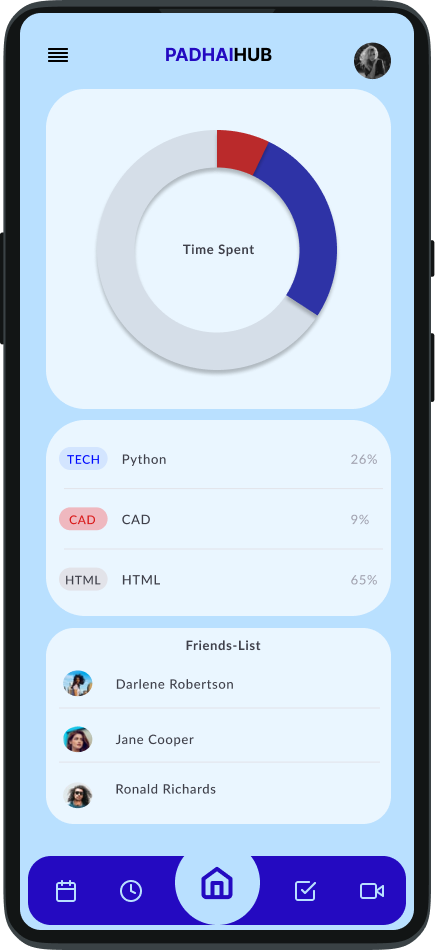 PADHAIHUB
Time Spent
TECH Python 26%
CAD CAD 9%
HTML HTML 65%
Friends-List
Darlene Robertson
Jane Cooper
Ronald Richards